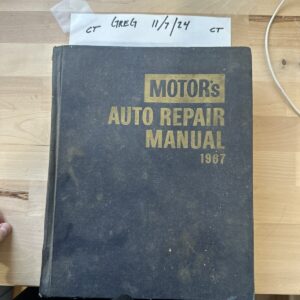 GREG 11/7/24
CT CT
MOTOR's
AUTO REPAIR
MANUAL
1967